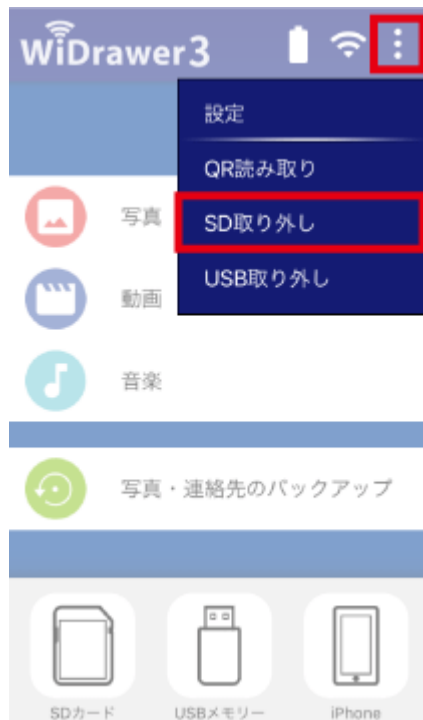 WiDrawer3
設定
QR読み取り
SD取り外し
USB取り外し
写真
動画
音楽
写真・連絡先のバックアップ
SDカード
USBメモリー
iPhone